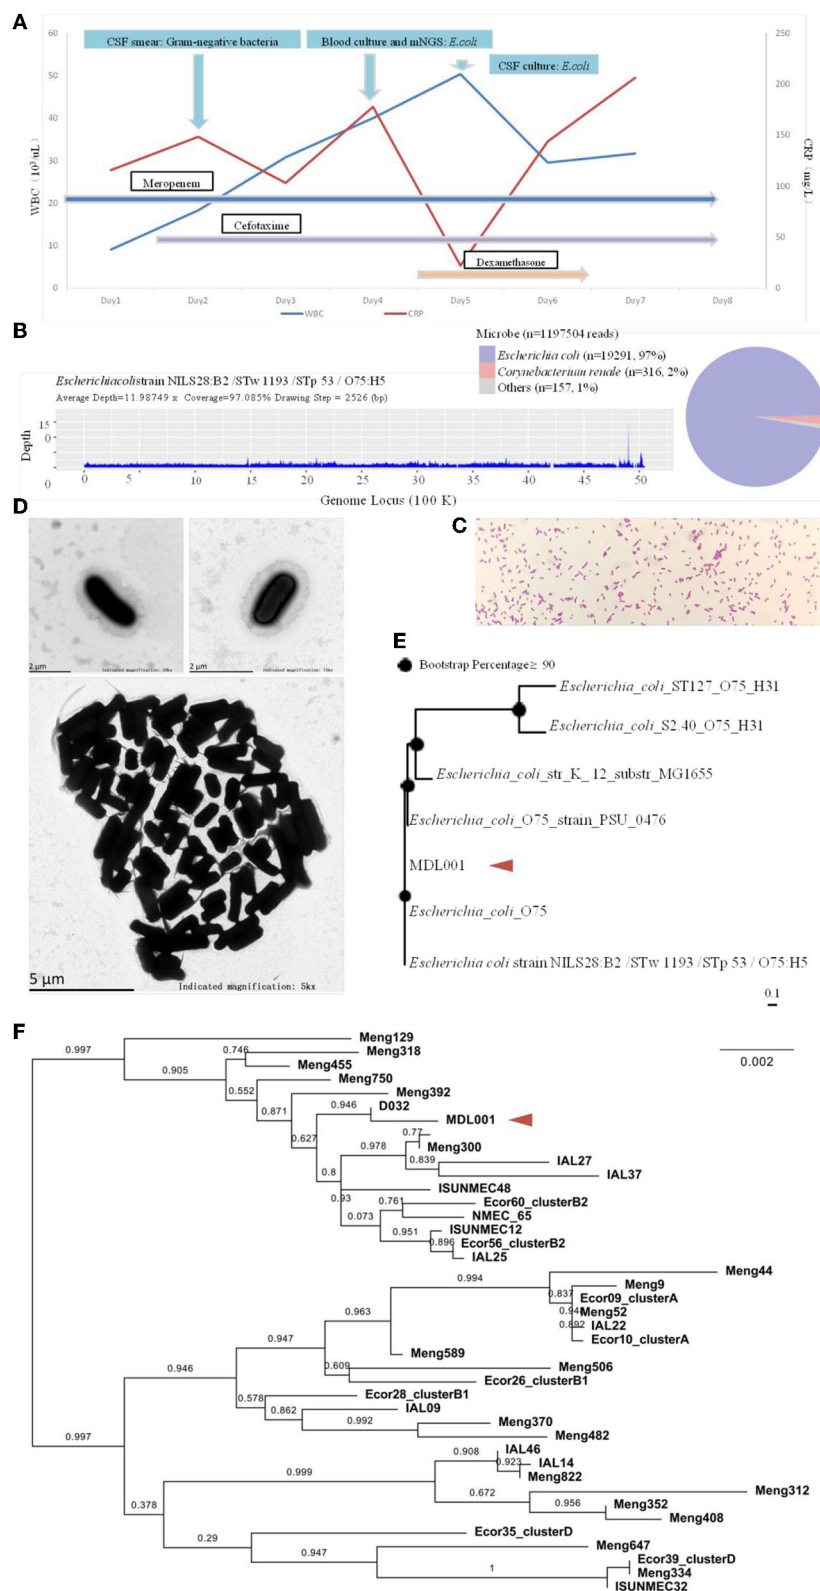 A
CSF smear: Gram-negative bacteria
Blood culture and mNGS: E.coli
CSF culture: E.coli
WBC（10³/uL）
60
50
40
30
20
10
0
250
200
150
100
50
0
CRP（mg/L）
Meropenem
Cefotaxime
Dexamethasone
Day1 Day2 Day3 Day4 Day5 Day6 Day7 Day8
WBC CRP
B
Microbe (n=1197504 reads)
Escherichia coli (n=19291, 97%)
Corynebacterium renale (n=316, 2%)
Others (n=157, 1%)
Escherichiacolistrain NILS28:B2 /STw 1193 /STp 53 / O75:H5
Average Depth=11.98749 x Coverage=97.085% Drawing Step = 2526 (bp)
Depth
15
0
0
0 5 10 15 20 25 30 35 40 45 50
Genome Locus (100 K)
D
2 μm
Indicated magnification: 10kx
2 μm
Indicated magnification: 10kx
5 μm
Indicated magnification: 5kx
C
E
Bootstrap Percentage≥ 90
Escherichia_coli_ST127_O75_H31
Escherichia_coli_S2.40_O75_H31
Escherichia_coli_str_K_12_substr_MG1655
Escherichia_coli_O75_strain_PSU_0476
MDL001
Escherichia_coli_O75
Escherichia coli strain NILS28:B2 /STw 1193 /STp 53 / O75:H5
0.1
F
0.002
Meng129
0.997
0.746 Meng318
Meng455
0.905
Meng750
0.552
Meng392
0.871
0.946 D032
MDL001
0.627
0.77
Meng300
0.978
0.839 IAL27
IAL37
0.8
ISUNMEC48
0.93
0.761 Ecor60_clusterB2
NMEC_65
0.073
ISUNMEC12
0.951
0.896 Ecor56_clusterB2
IAL25
Meng44
0.994
0.837 Meng9
Ecor09_clusterA
Meng52
0.892 IAL22
Ecor10_clusterA
0.963
Meng589
0.947
0.609 Meng506
Ecor26_clusterB1
0.946
Ecor28_clusterB1
0.578
IAL09
0.862
0.992 Meng370
Meng482
0.997
IAL46
0.908
0.923 IAL14
Meng822
0.999
0.672 Meng312
0.956 Meng352
Meng408
0.378
Ecor35_clusterD
0.29
Meng647
0.947
Ecor39_clusterD
1 Meng334
ISUNMEC32